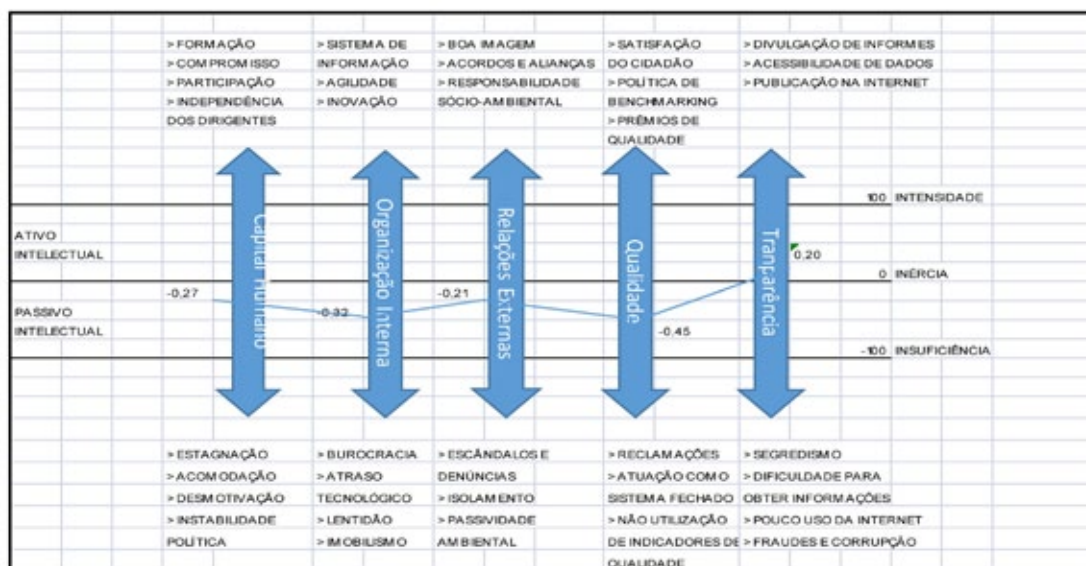 > FORMAÇÃO
> COMPROMISSO
> PARTICIPAÇÃO
> INDEPENDÊNCIA
DOS DIRIGENTES
> SISTEMA DE
INFORMAÇÃO
> AGILIDADE
> INOVAÇÃO
> BOA IMAGEM
> ACORDOS E ALIANÇAS
> RESPONSABILIDADE
SÓCIO-AMBIENTAL
> SATISFAÇÃO
DO CIDADÃO
> POLÍTICA DE
BENCHMARKING
> PRÊMIOS DE
QUALIDADE
> DIVULGAÇÃO DE INFORMES
> ACESSIBILIDADE DE DADOS
> PUBLICAÇÃO NA INTERNET
Capital Humano
Organização Interna
Relações Externas
Qualidade
Tranparência
100 INTENSIDADE
ATIVO
INTELECTUAL
0,20
0 INÉRCIA
-0,27
-0,32
-0,21
-0,45
PASSIVO
INTELECTUAL
-100 INSUFICIÊNCIA
> ESTAGNAÇÃO
> ACOMODAÇÃO
> DESMOTIVAÇÃO
> INSTABILIDADE
POLÍTICA
> BUROCRACIA
> ATRASO
TECNOLÓGICO
> LENTIDÃO
> IMOBILISMO
> ESCÂNDALOS E
DENÚNCIAS
> ISOLAMENTO
> PASSIVIDADE
AMBIENTAL
> RECLAMAÇÕES
> ATUAÇÃO COMO
SISTEMA FECHADO
> NÃO UTILIZAÇÃO
DE INDICADORES DE
QUALIDADE
> SEGREDISMO
> DIFICULDADE PARA
OBTER INFORMAÇÕES
> POUCO USO DA INTERNET
> FRAUDES E CORRUPÇÃO